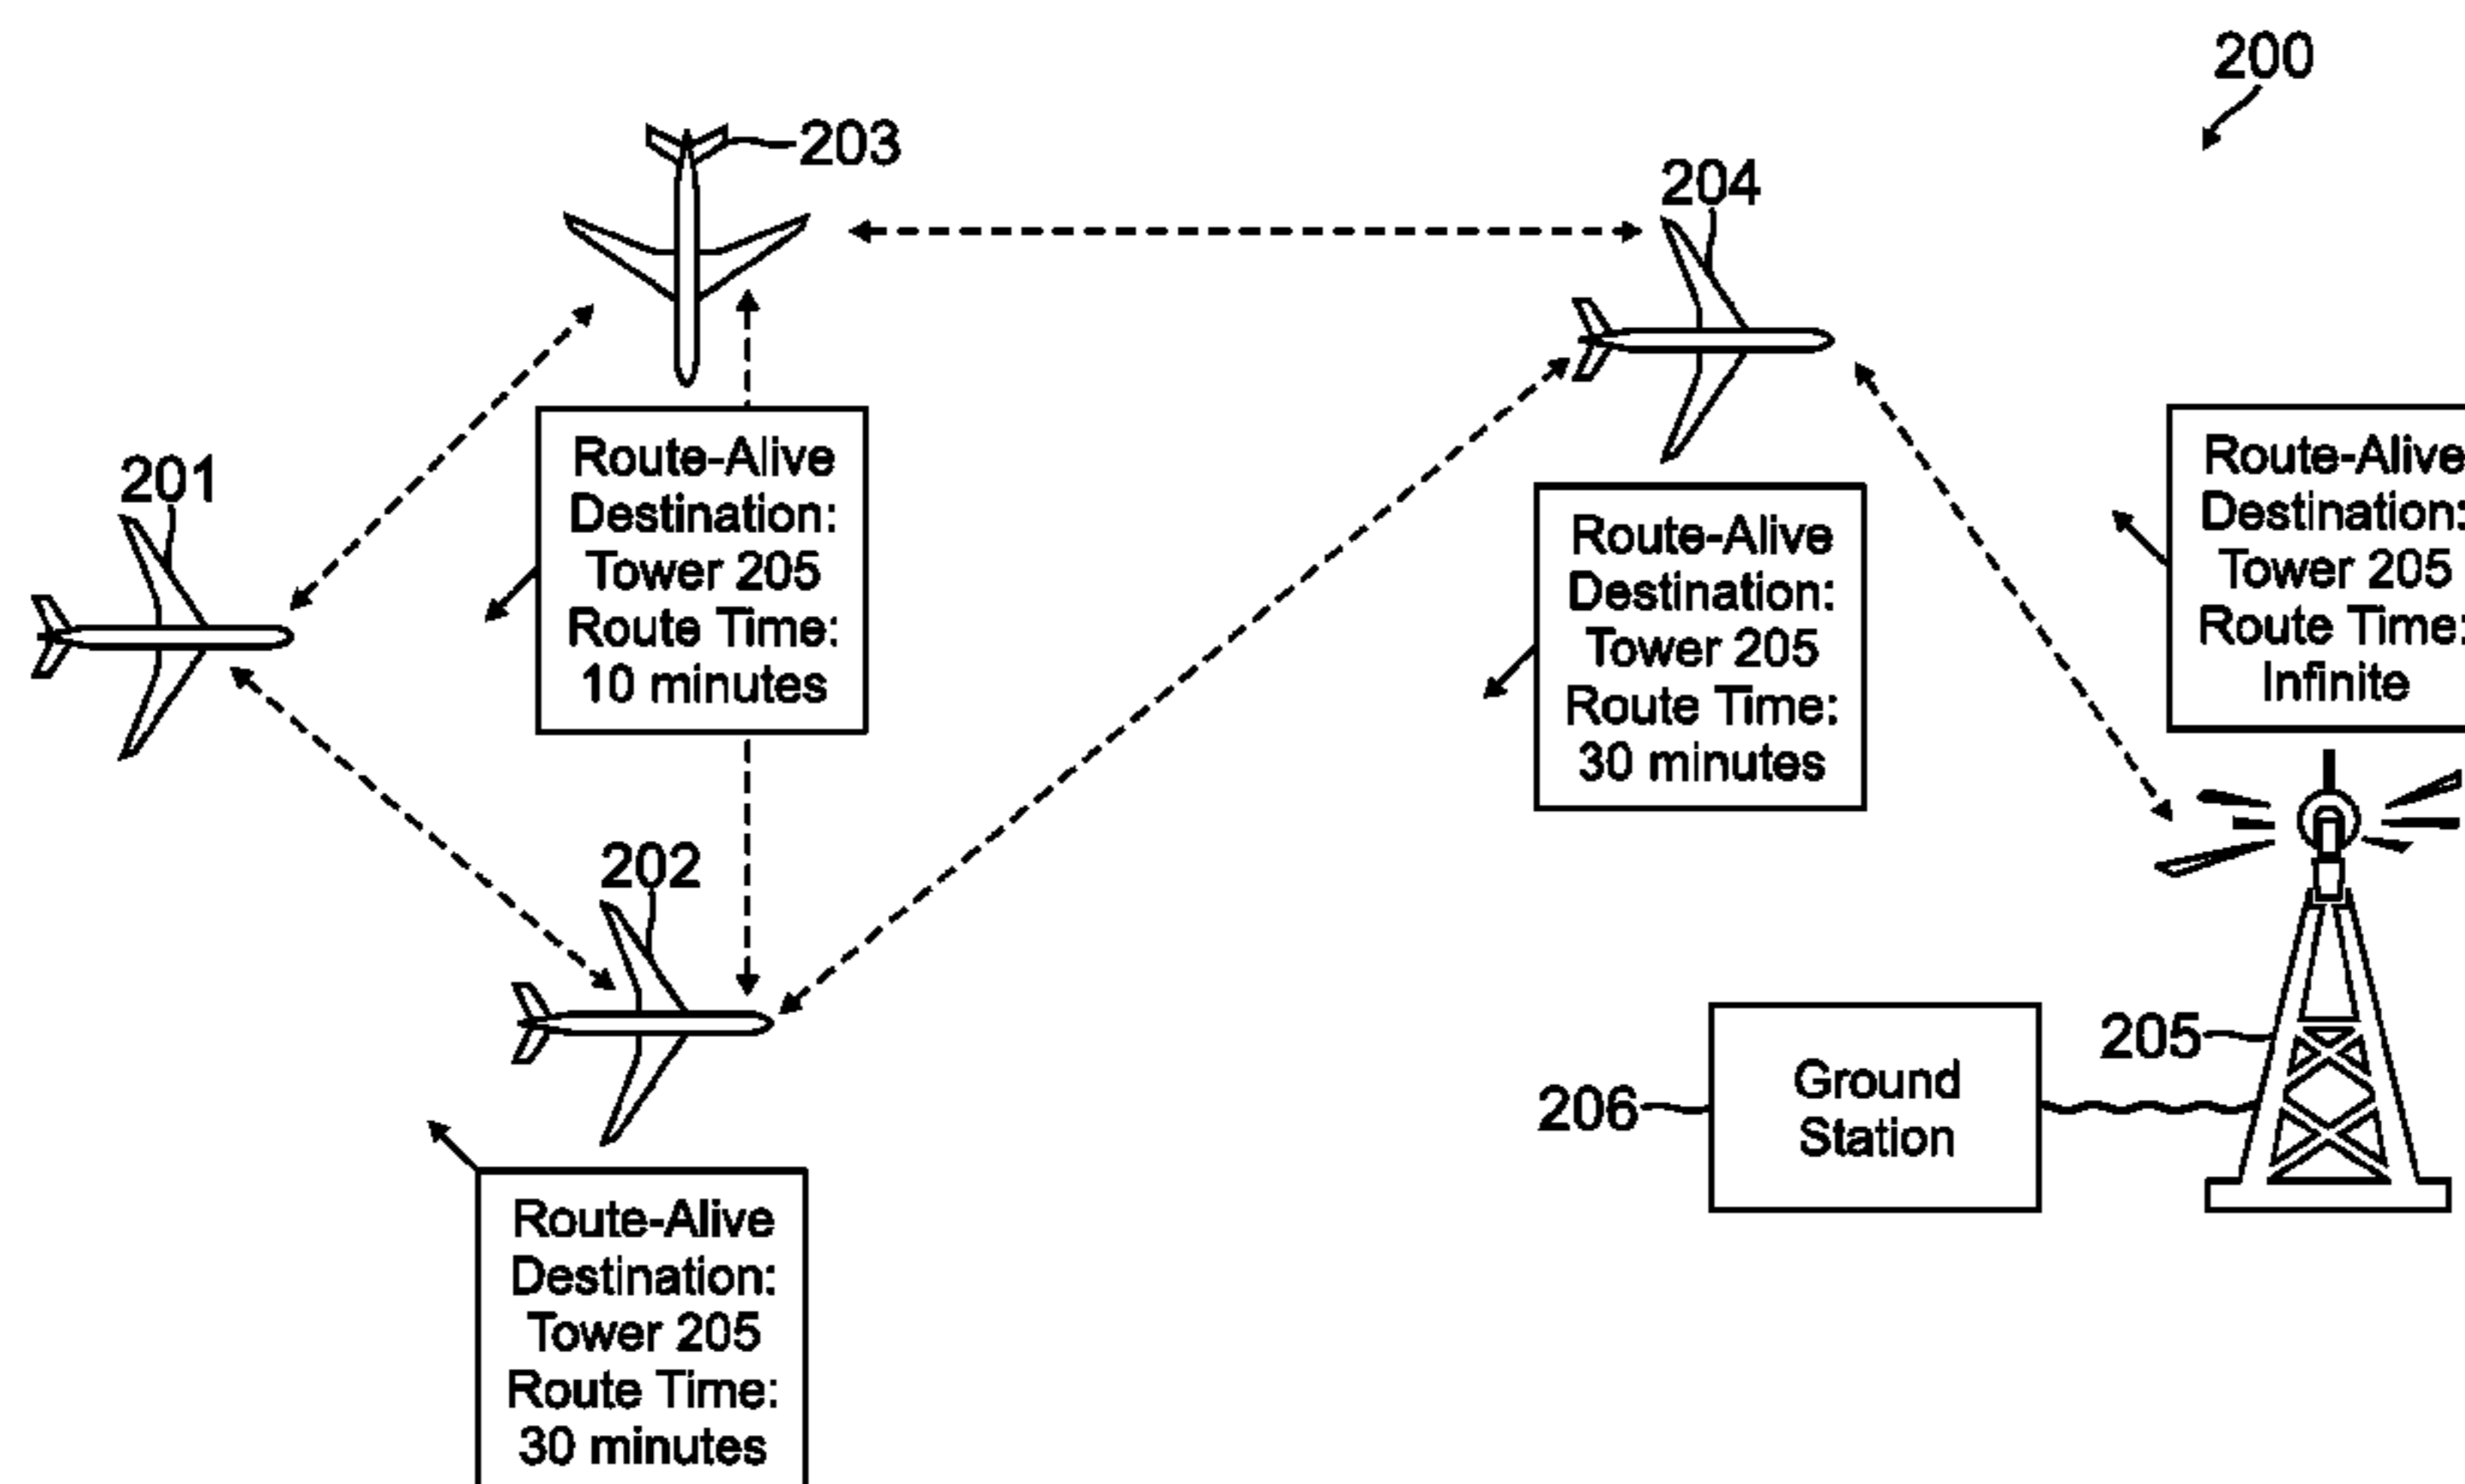 200
203
204
201
Route-Alive
Destination:
Tower 205
Route Time:
10 minutes
Route-Alive
Destination:
Tower 205
Route Time:
30 minutes
Route-Alive
Destination:
Tower 205
Route Time:
Infinite
202
205
206
Ground
Station
Route-Alive
Destination:
Tower 205
Route Time:
30 minutes